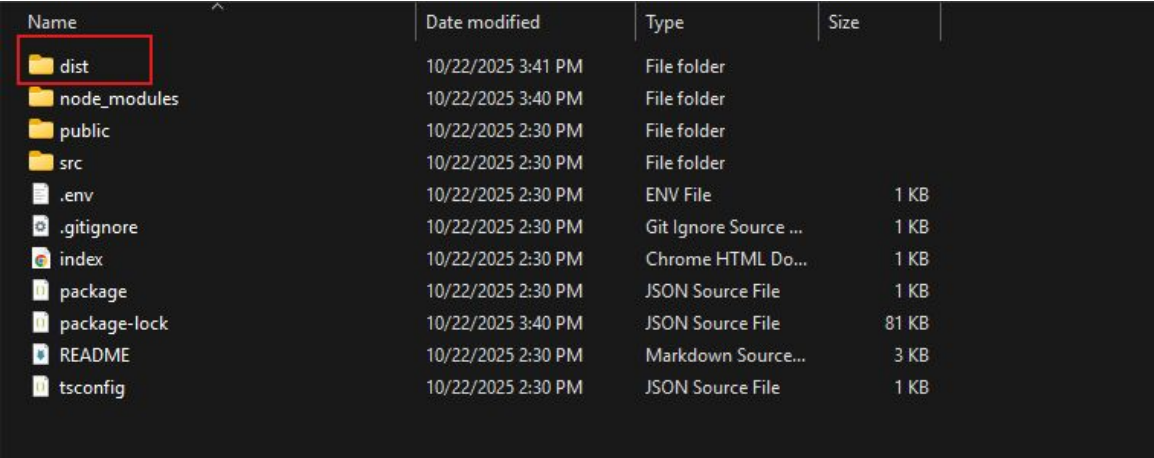 Name Date modified Type Size
dist 10/22/2025 3:41 PM File folder
node_modules 10/22/2025 3:40 PM File folder
public 10/22/2025 2:30 PM File folder
src 10/22/2025 2:30 PM File folder
.env 10/22/2025 2:30 PM ENV File 1 KB
.gitignore 10/22/2025 2:30 PM Git Ignore Source ... 1 KB
index 10/22/2025 2:30 PM Chrome HTML Do... 1 KB
package 10/22/2025 2:30 PM JSON Source File 1 KB
package-lock 10/22/2025 3:40 PM JSON Source File 81 KB
README 10/22/2025 2:30 PM Markdown Source... 3 KB
tsconfig 10/22/2025 2:30 PM JSON Source File 1 KB